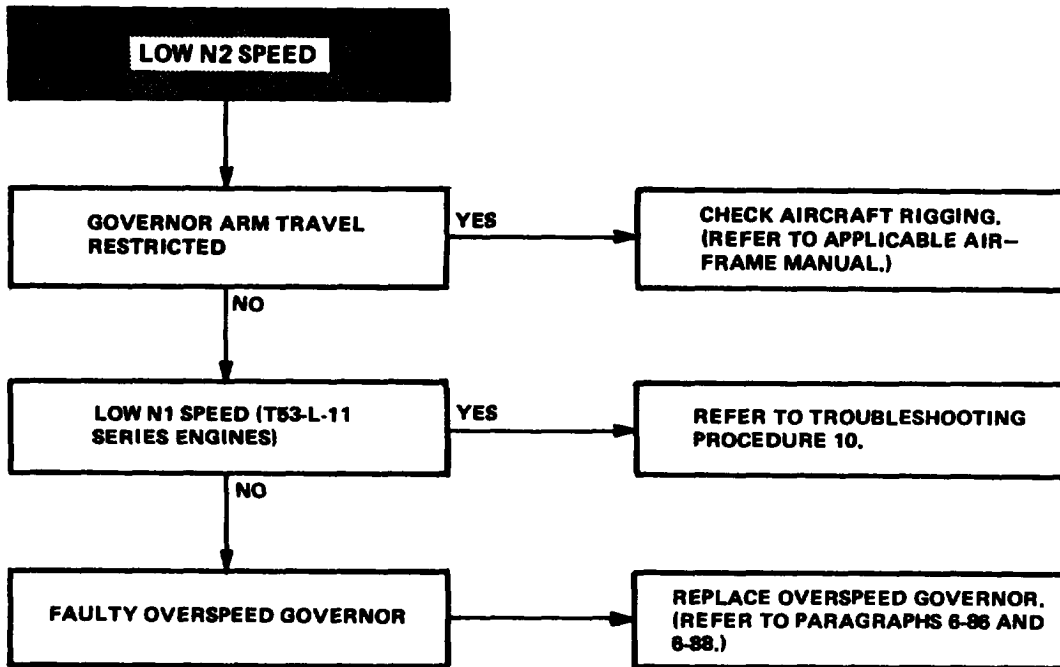 LOW N2 SPEED
GOVERNOR ARM TRAVEL
RESTRICTED
YES
CHECK AIRCRAFT RIGGING.
(REFER TO APPLICABLE AIR–
FRAME MANUAL.)
NO
LOW N1 SPEED (T53-L-11
SERIES ENGINES)
YES
REFER TO TROUBLESHOOTING
PROCEDURE 10.
NO
FAULTY OVERSPEED GOVERNOR
REPLACE OVERSPEED GOVERNOR.
(REFER TO PARAGRAPHS 6-86 AND
6-88.)